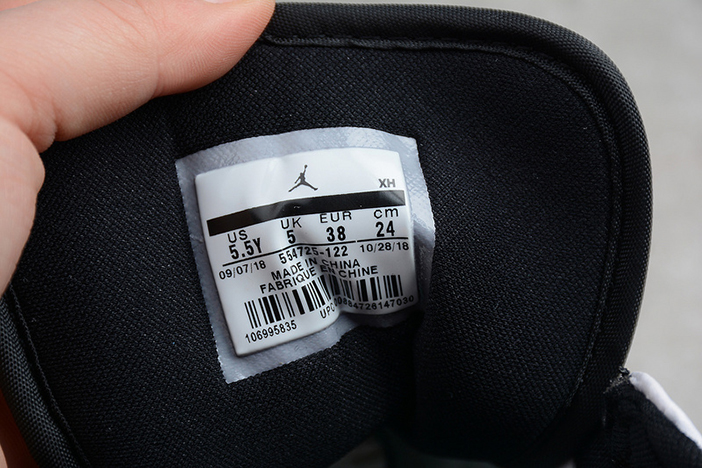 XH
US UK EUR cm
5.5Y 5 38 24
09/07/18 554725-122 10/28/18
MADE IN CHINA
FABRIQUE EN CHINE
106995835 UPC